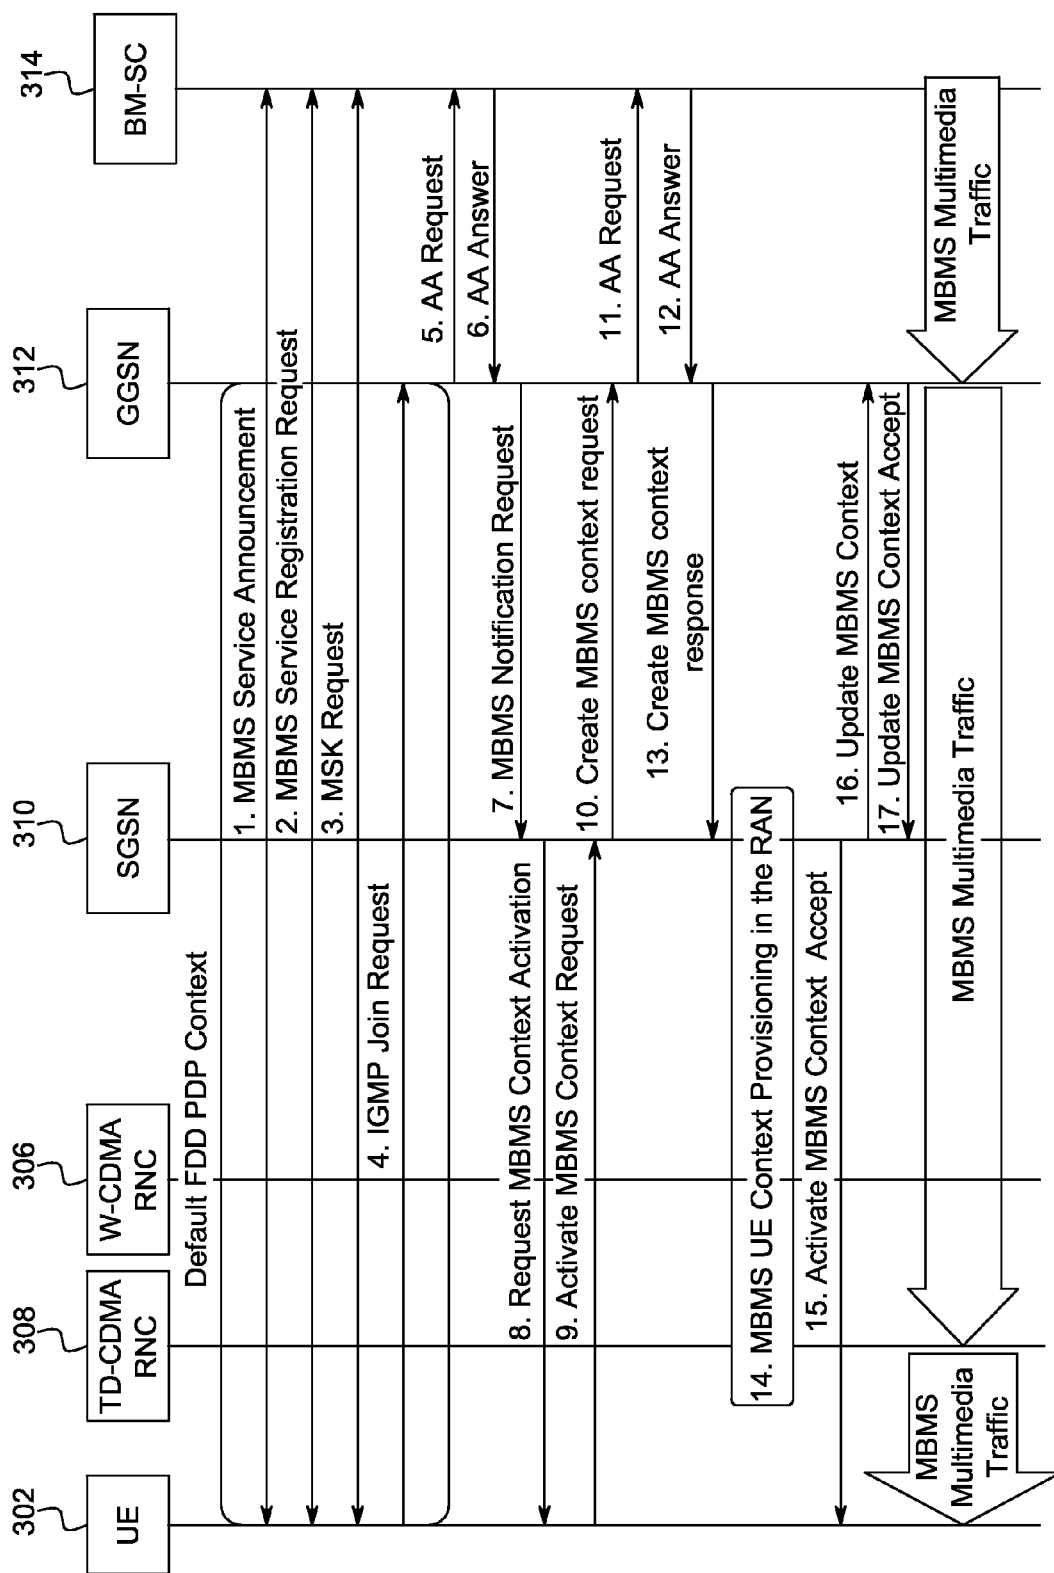 302
308
306
310
312
314
UE
TD-CDMA
RNC
W-CDMA
RNC
SGSN
GGSN
BM-SC
Default FDD PDP Context
1. MBMS Service Announcement
2. MBMS Service Registration Request
3. MSK Request
4. IGMP Join Request
5. AA Request
6. AA Answer
7. MBMS Notification Request
8. Request MBMS Context Activation
9. Activate MBMS Context Request
10. Create MBMS context request
11. AA Request
12. AA Answer
13. Create MBMS context
response
14. MBMS UE Context Provisioning in the RAN
15. Activate MBMS Context Accept
16. Update MBMS Context
17. Update MBMS Context Accept
MBMS Multimedia
Traffic
MBMS Multimedia Traffic
MBMS
Multimedia
Traffic